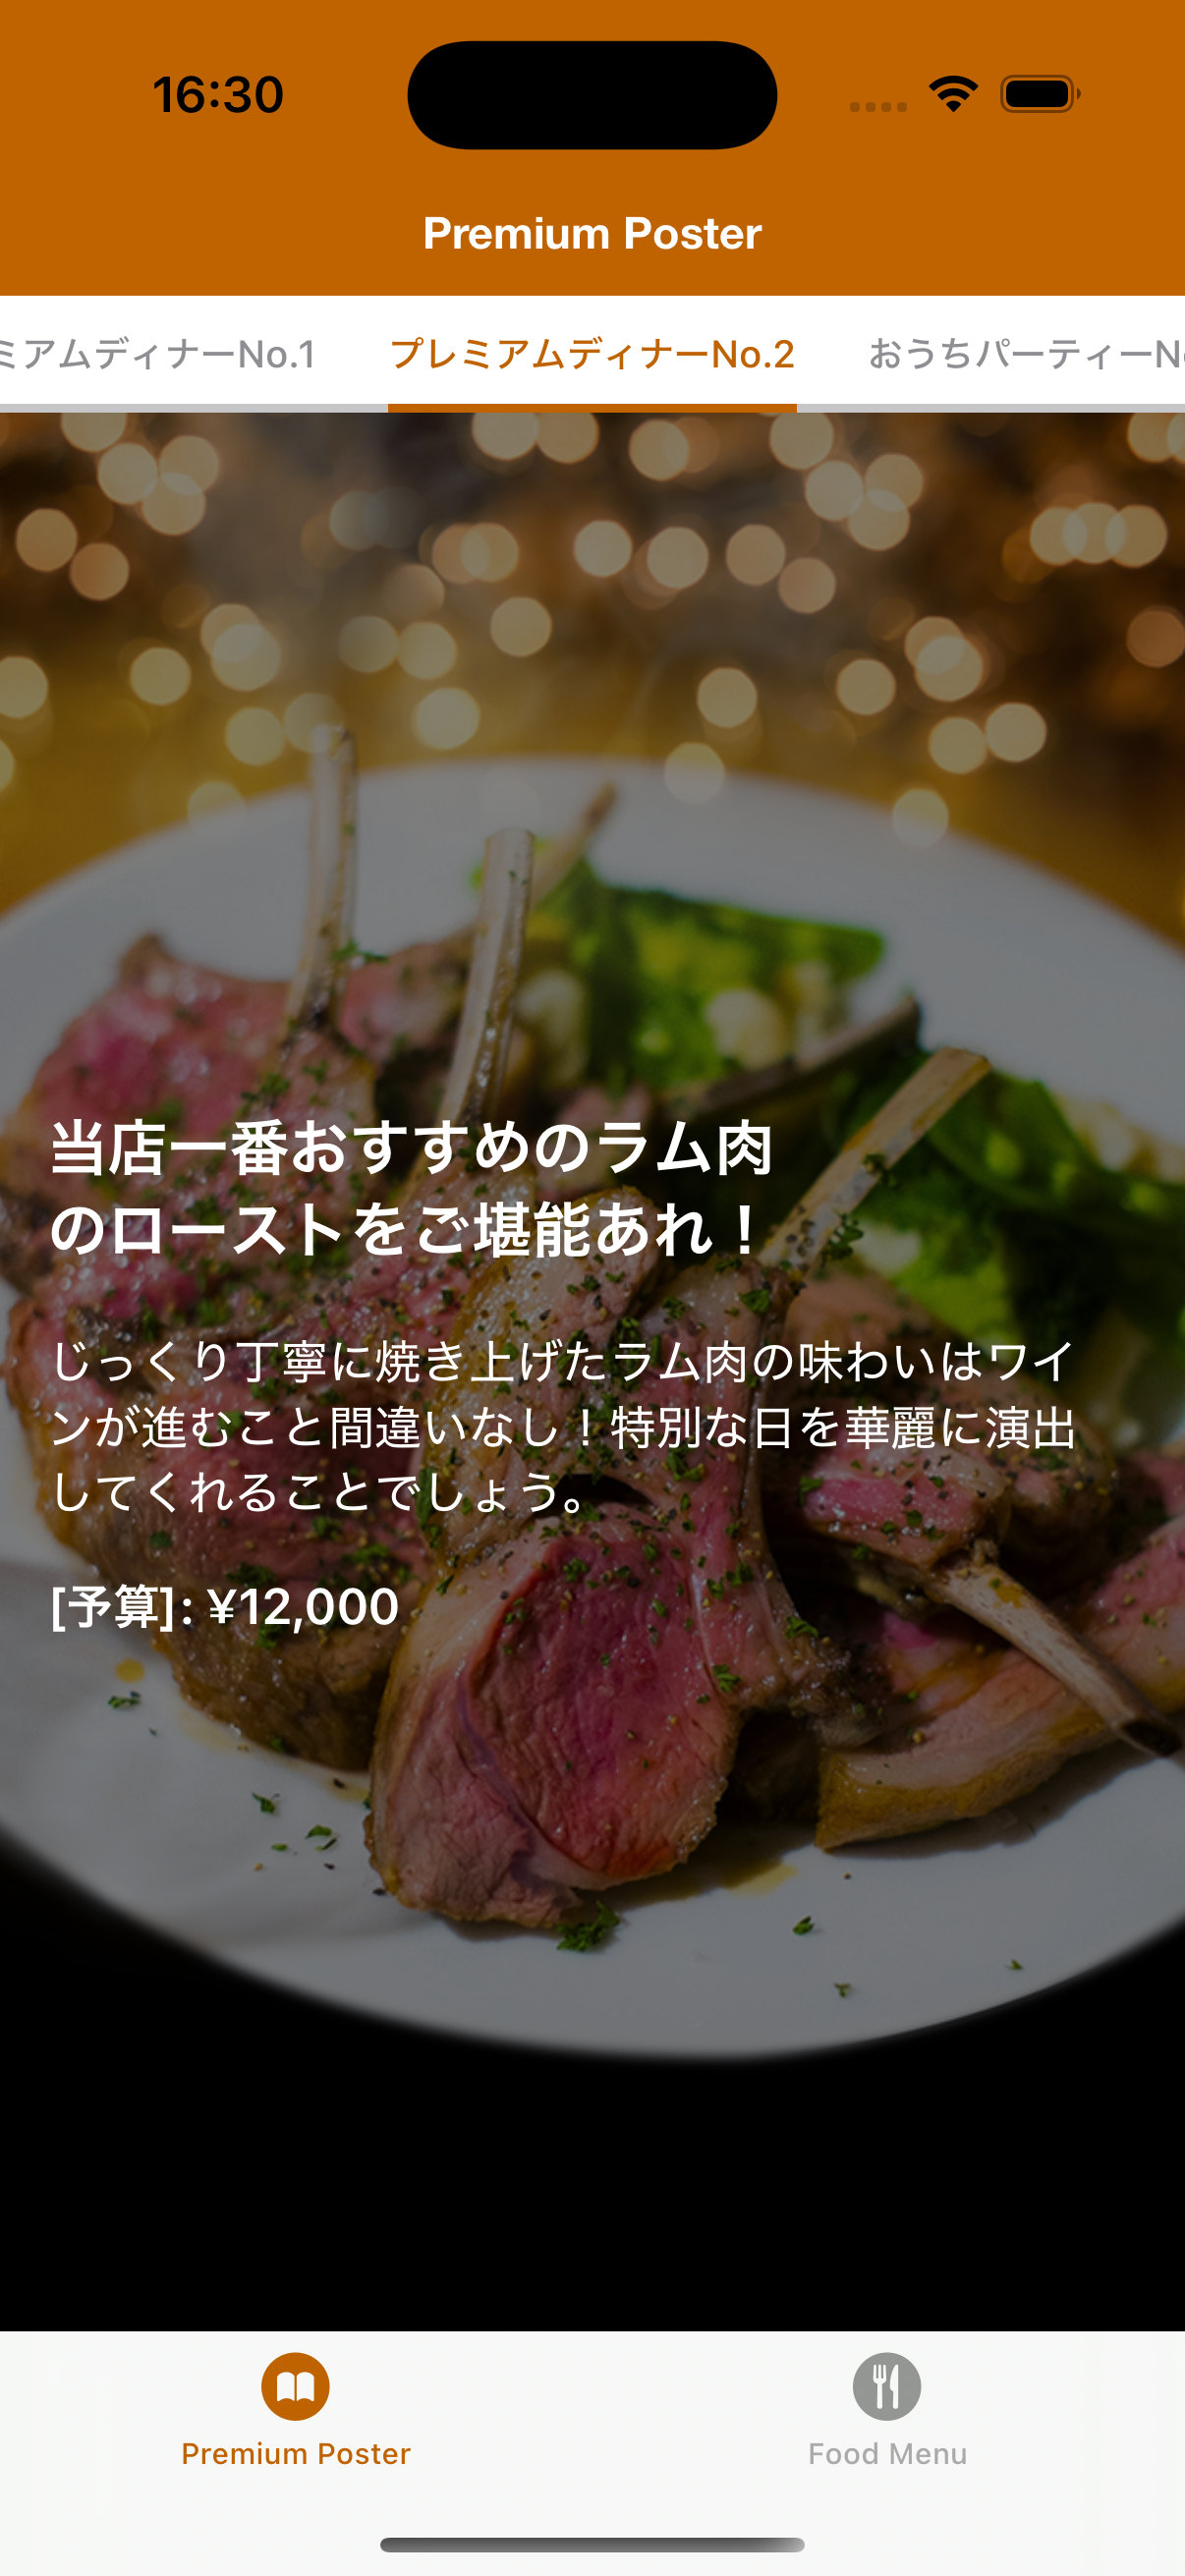 16:30
Premium Poster
ミアムディナーNo.1
プレミアムディナーNo.2
おうちパーティーN
当店一番おすすめのラム肉
のローストをご堪能あれ！
じっくり丁寧に焼き上げたラム肉の味わいはワイ
ンが進むこと間違いなし！特別な日を華麗に演出
してくれることでしょう。
[予算]: ¥12,000
Premium Poster
Food Menu